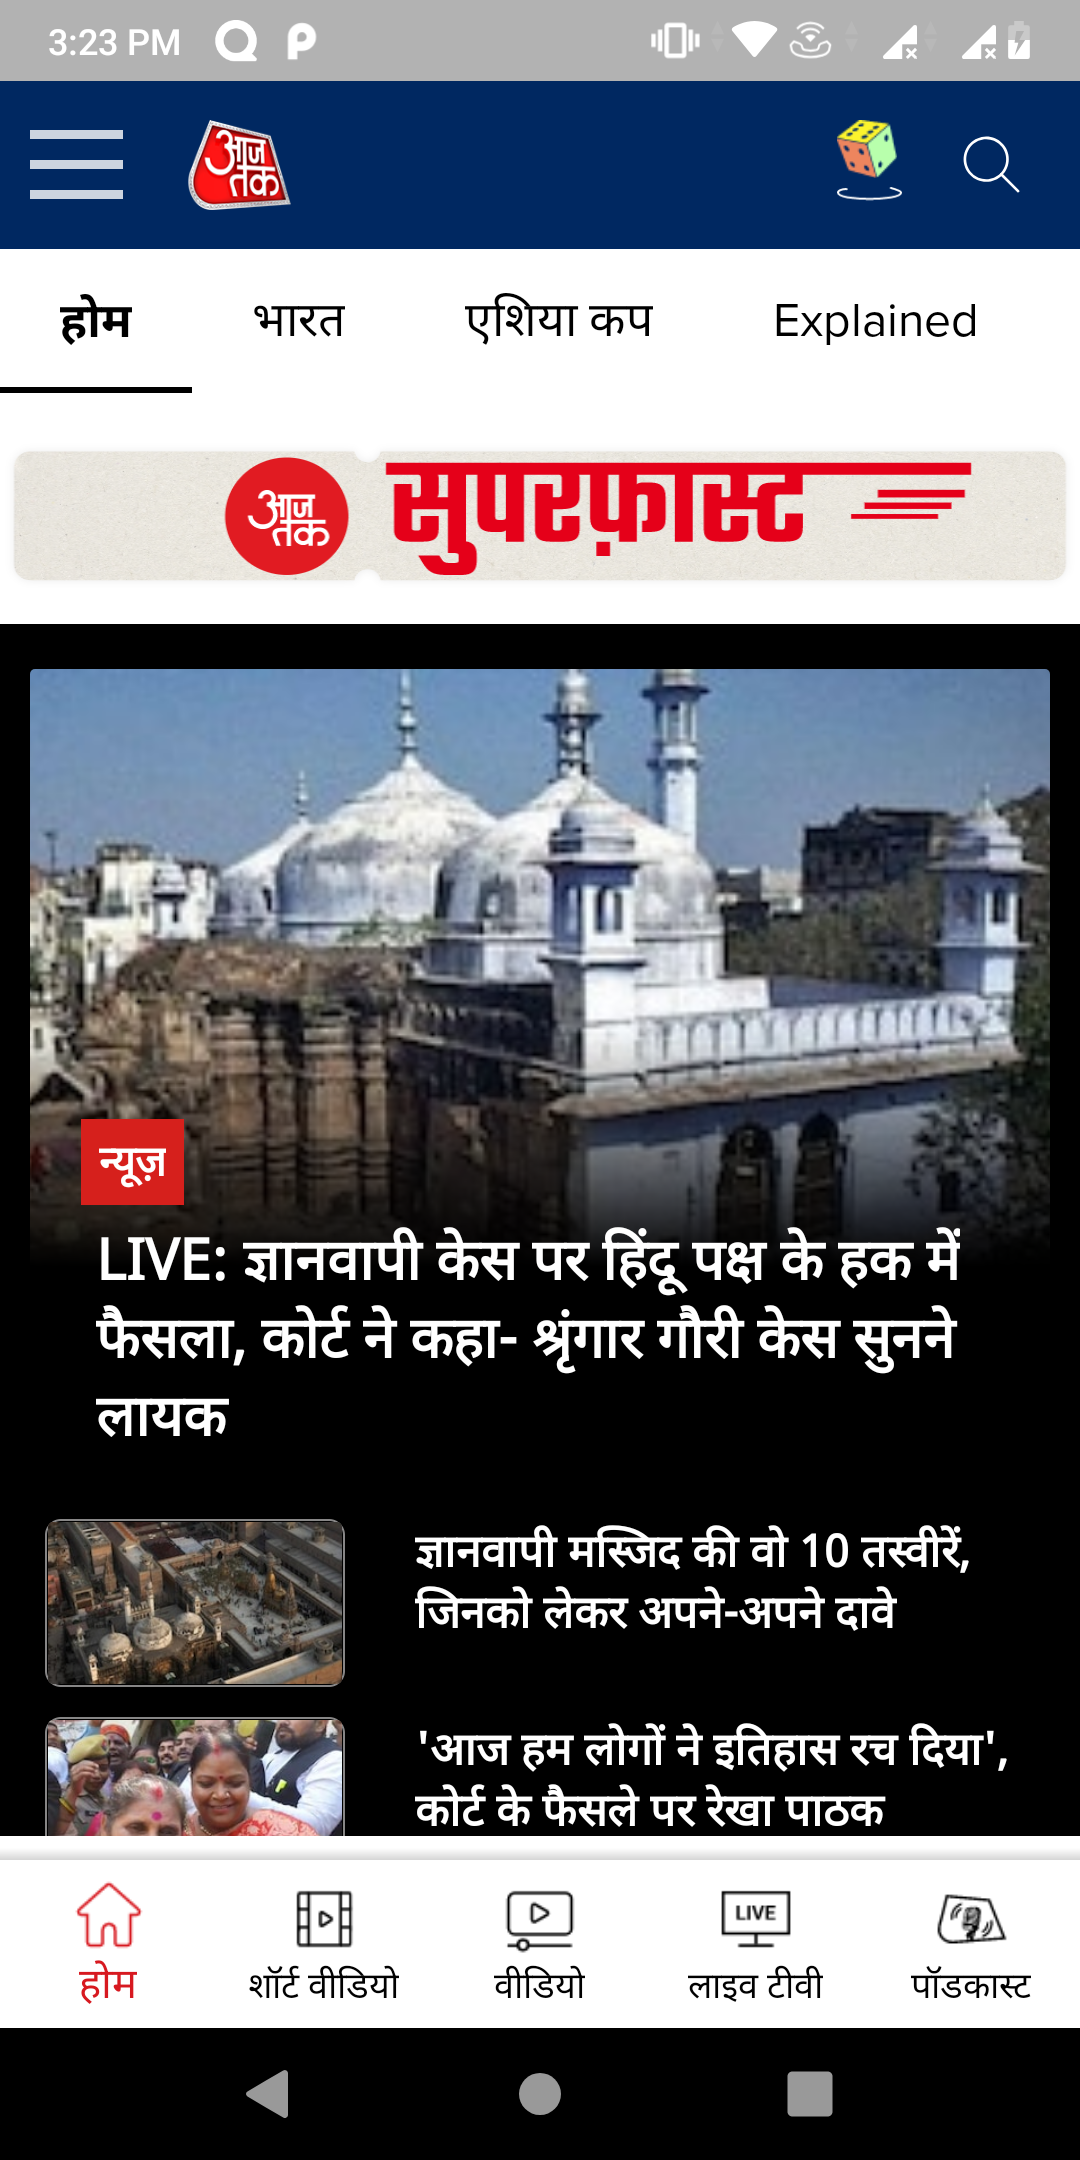 3:23 PM
आज तक
होम
भारत
एशिया कप
Explained
आज तक
सुपरफ़ास्ट
न्यूज़
LIVE: ज्ञानवापी केस पर हिंदू पक्ष के हक में
फैसला, कोर्ट ने कहा- श्रृंगार गौरी केस सुनने
लायक
ज्ञानवापी मस्जिद की वो 10 तस्वीरें,
जिनको लेकर अपने-अपने दावे
'आज हम लोगों ने इतिहास रच दिया',
कोर्ट के फैसले पर रेखा पाठक
LIVE
होम
शॉर्ट वीडियो
वीडियो
लाइव टीवी
पॉडकास्ट